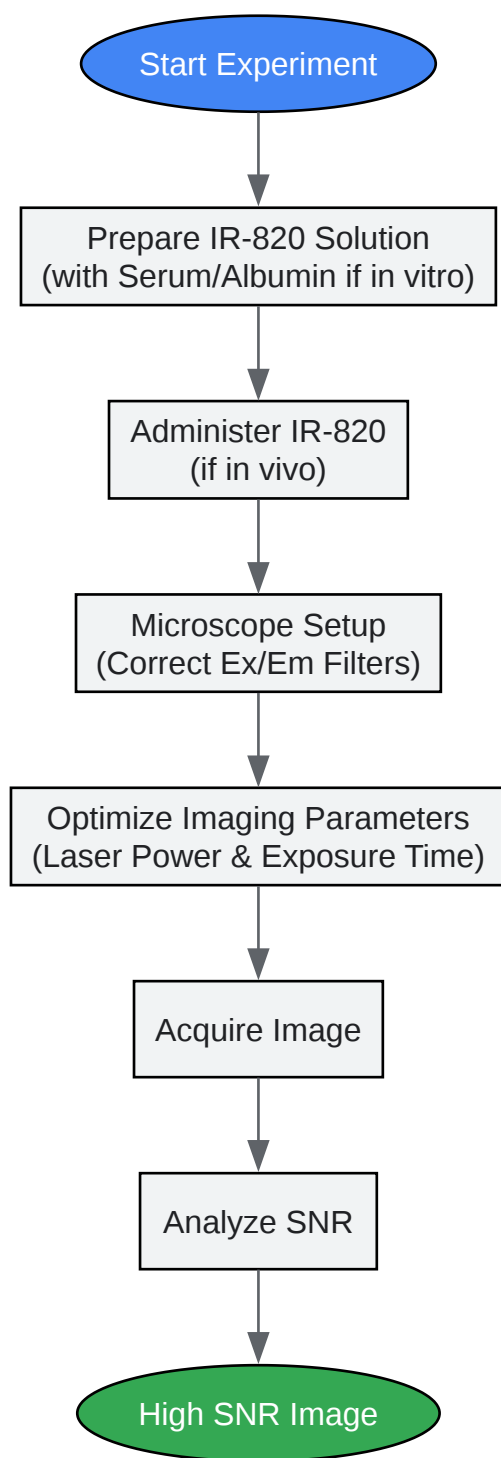 Start Experiment
Prepare IR-820 Solution
(with Serum/Albumin if in vitro)
Administer IR-820
(if in vivo)
Microscope Setup
(Correct Ex/Em Filters)
Optimize Imaging Parameters
(Laser Power & Exposure Time)
Acquire Image
Analyze SNR
High SNR Image